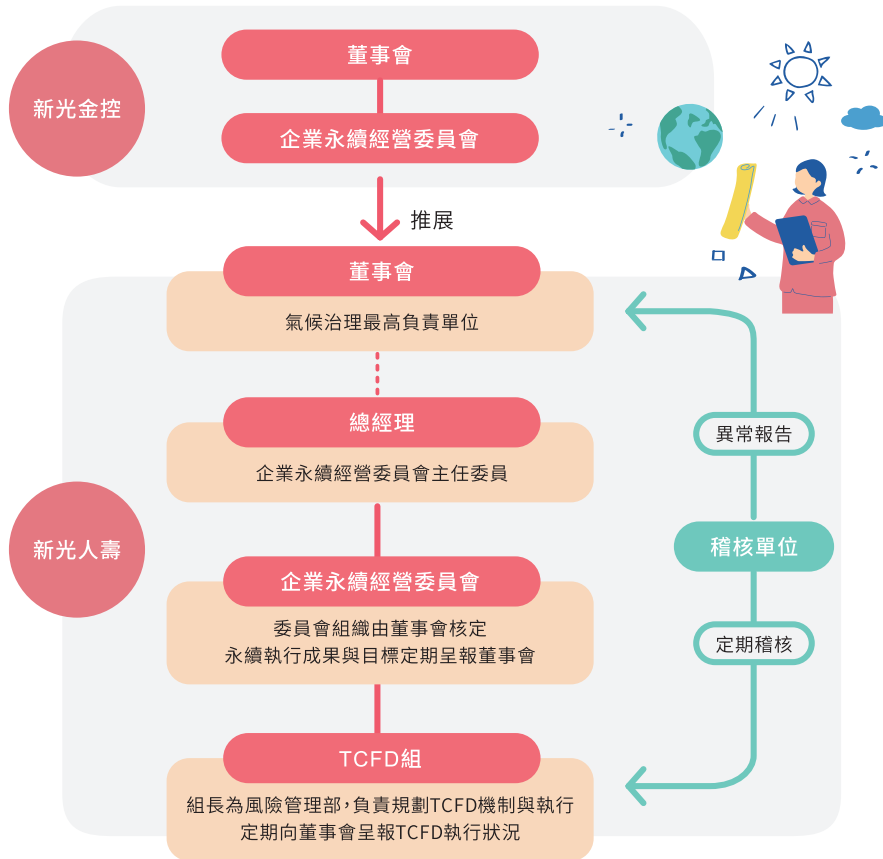 新光金控
董事會
企業永續經營委員會
推展
新光人壽
董事會
氣候治理最高負責單位
總經理
企業永續經營委員會主任委員
企業永續經營委員會
委員會組織由董事會核定
永續執行成果與目標定期呈報董事會
TCFD組
組長為風險管理部，負責規劃TCFD機制與執行
定期向董事會呈報TCFD執行狀況
異常報告
稽核單位
定期稽核